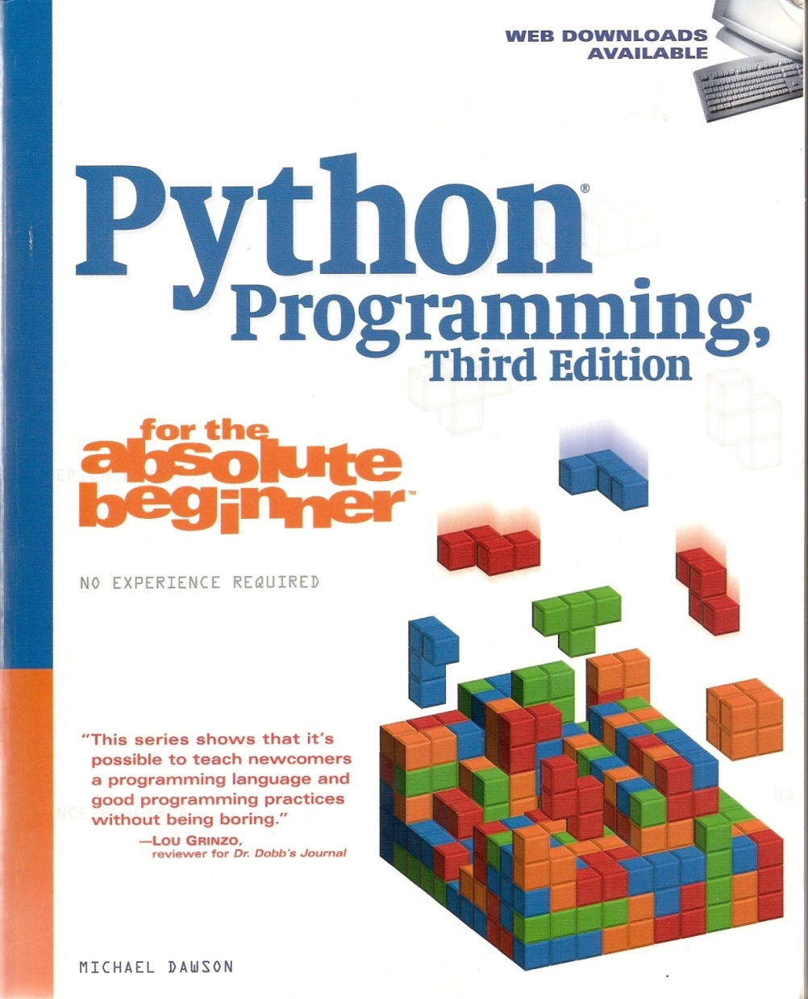 WEB DOWNLOADS
AVAILABLE
Python®
Programming,
Third Edition
for the
absolute
beginner™
NO EXPERIENCE REQUIRED
“This series shows that it’s
possible to teach newcomers
a programming language and
good programming practices
without being boring.”
—LOU GRINZO,
reviewer for Dr. Dobb’s Journal
MICHAEL DAWSON